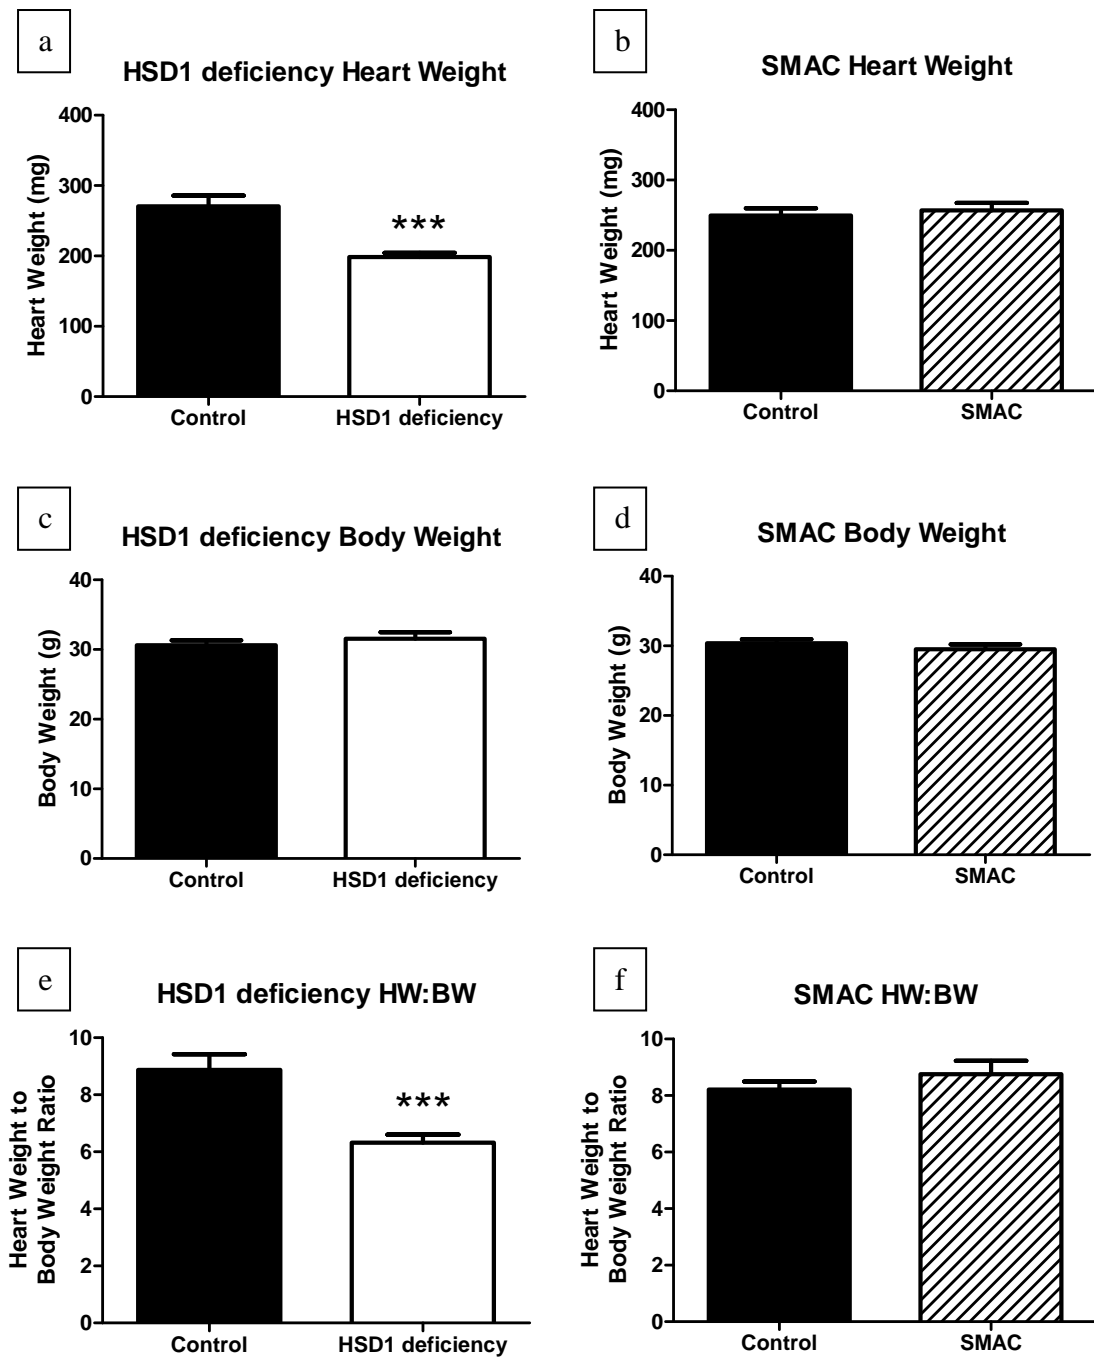 a
HSD1 deficiency Heart Weight
Heart Weight (mg)
400
300
200
100
0
***
Control
HSD1 deficiency
b
SMAC Heart Weight
Heart Weight (mg)
400
300
200
100
0
Control
SMAC
c
HSD1 deficiency Body Weight
Body Weight (g)
40
30
20
10
0
Control
HSD1 deficiency
d
SMAC Body Weight
Body Weight (g)
40
30
20
10
0
Control
SMAC
e
HSD1 deficiency HW:BW
Heart Weight to
Body Weight Ratio
10
8
6
4
2
0
***
Control
HSD1 deficiency
f
SMAC HW:BW
Heart Weight to
Body Weight Ratio
10
8
6
4
2
0
Control
SMAC